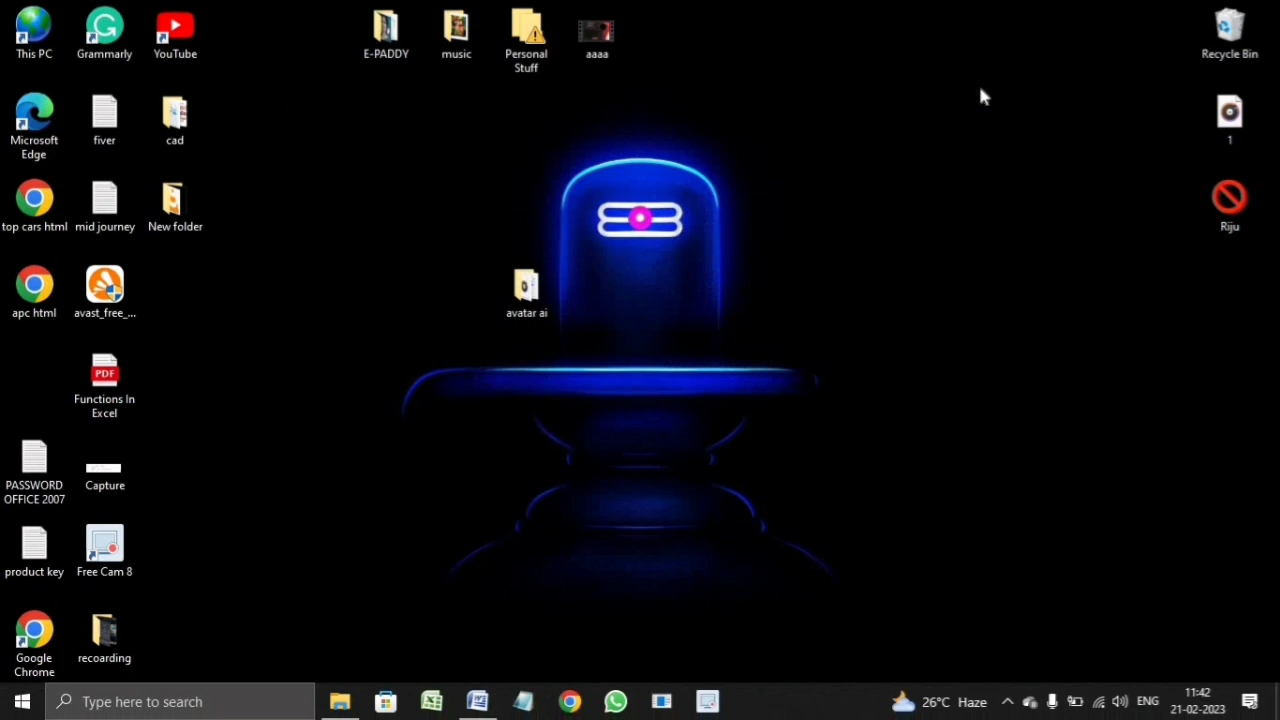 This PC
Grammarly
YouTube
E-PADDY
music
Personal
Stuff
aaaa
Recycle Bin
Microsoft
Edge
fiver
cad
1
top cars html
mid journey
New folder
Riju
apc html
avast_free_...
avatar ai
PDF
Functions In
Excel
PASSWORD
OFFICE 2007
Capture
product key
Free Cam 8
Google
Chrome
recoarding
Type here to search
26°C Haze
ENG
11:42
21-02-2023